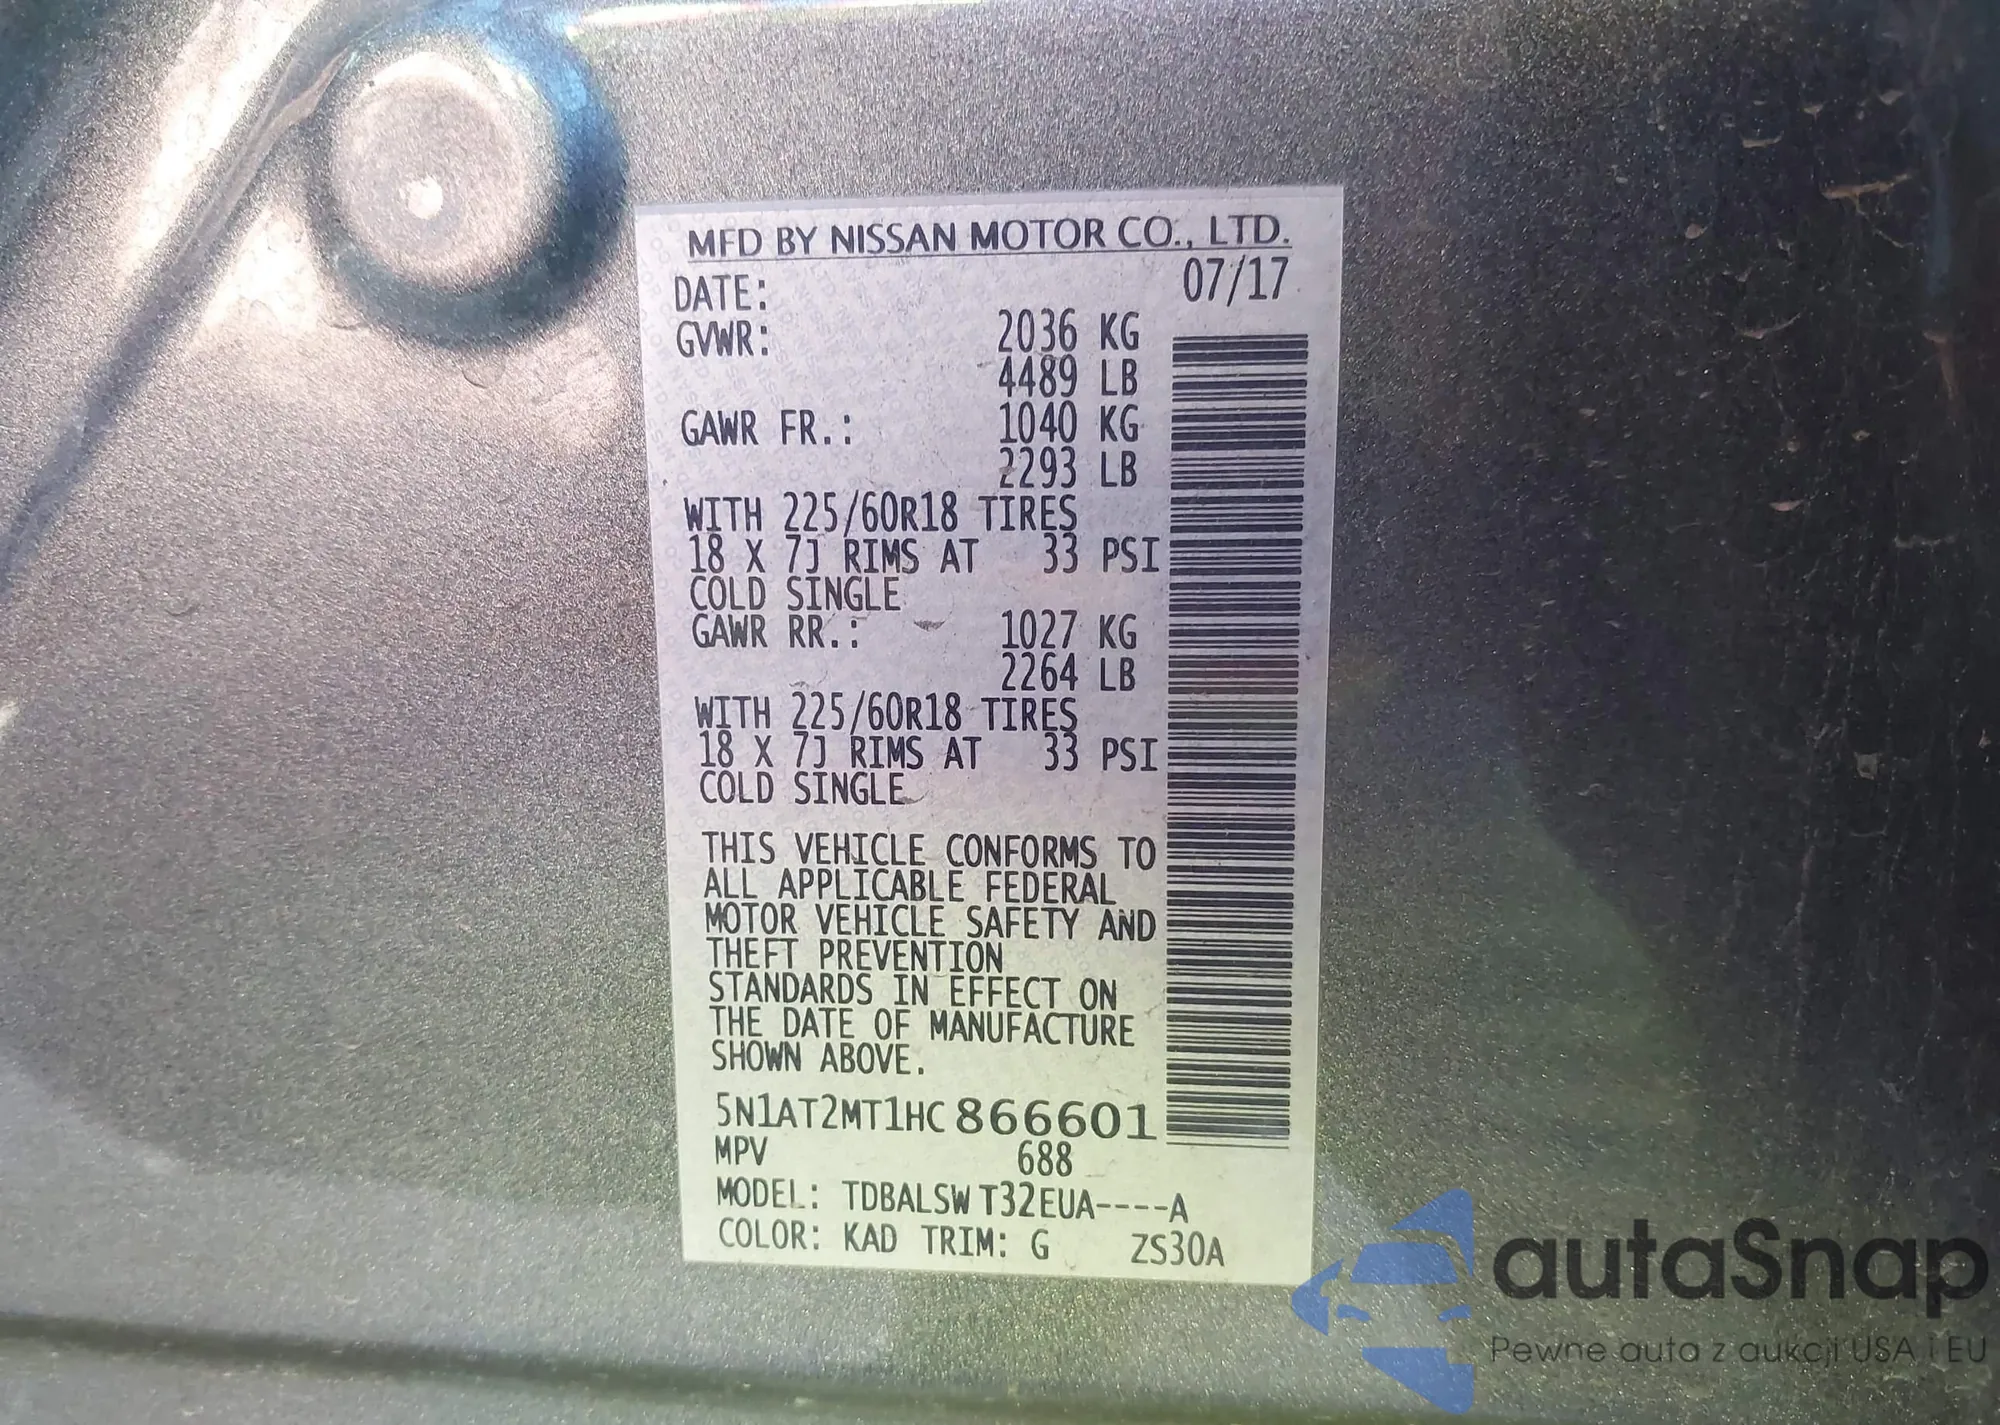 MFD BY NISSAN MOTOR CO., LTD.
DATE: 07/17
GVWR: 2036 KG
4489 LB
GAWR FR.: 1040 KG
2293 LB
WITH 225/60R18 TIRES
18 X 7J RIMS AT 33 PSI
COLD SINGLE
GAWR RR.: 1027 KG
2264 LB
WITH 225/60R18 TIRES
18 X 7J RIMS AT 33 PSI
COLD SINGLE
THIS VEHICLE CONFORMS TO
ALL APPLICABLE FEDERAL
MOTOR VEHICLE SAFETY AND
THEFT PREVENTION
STANDARDS IN EFFECT ON
THE DATE OF MANUFACTURE
SHOWN ABOVE.
5N1AT2MT1HC866601
MPV 688
MODEL: TDBALSW T32EUA----A
COLOR: KAD TRIM: G ZS30A
autaSnap
Pewne auta z aukcji USA i EU